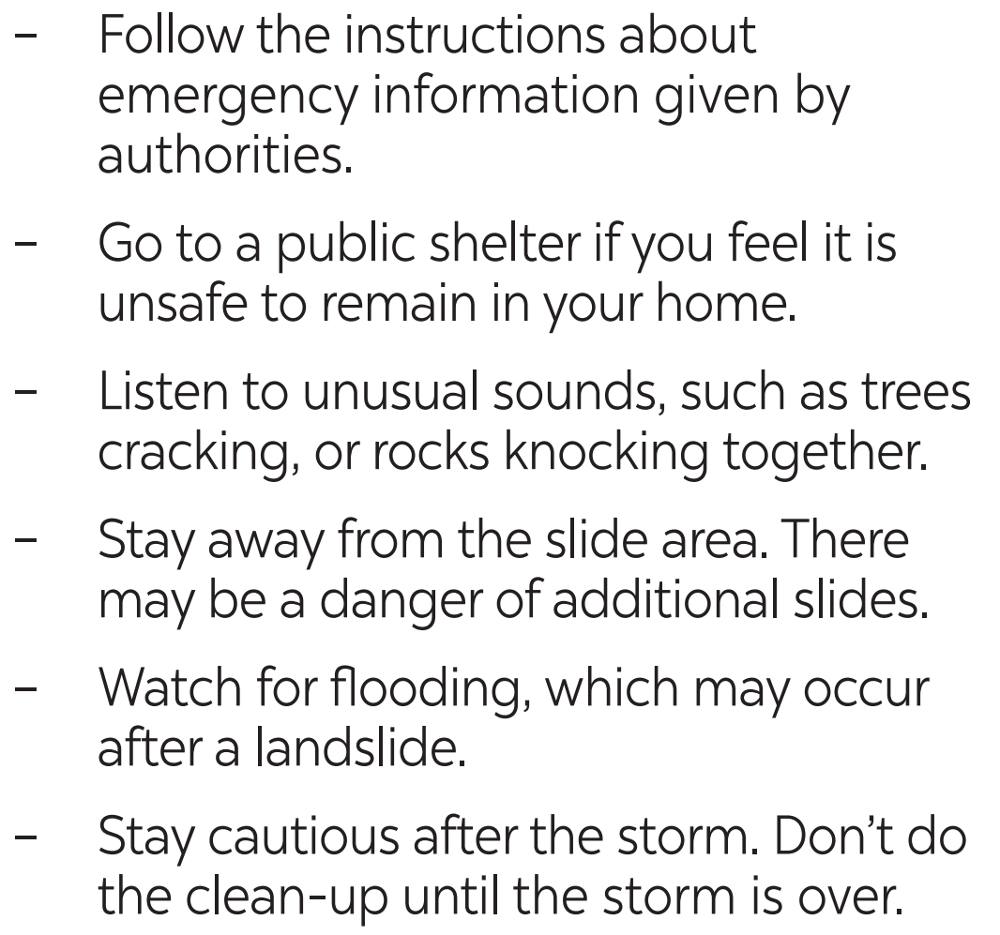 – Follow the instructions about
emergency information given by
authorities.
– Go to a public shelter if you feel it is
unsafe to remain in your home.
– Listen to unusual sounds, such as trees
cracking, or rocks knocking together.
– Stay away from the slide area. There
may be a danger of additional slides.
– Watch for flooding, which may occur
after a landslide.
– Stay cautious after the storm. Don’t do
the clean-up until the storm is over.